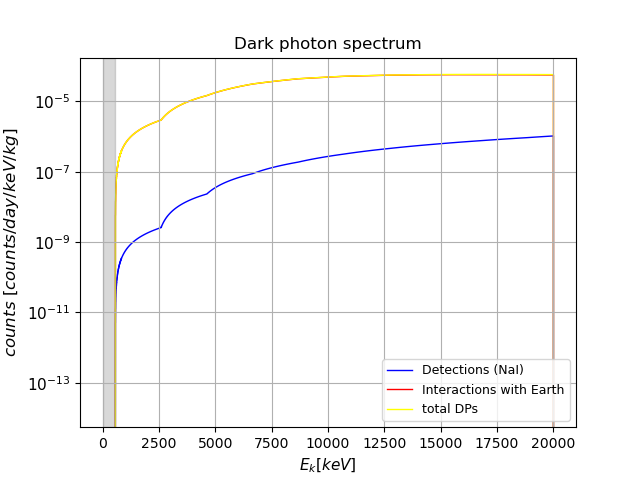 Dark photon spectrum
counts [counts/day/keV/kg]
10⁻⁵
10⁻⁷
10⁻⁹
10⁻¹¹
10⁻¹³
Detections (NaI)
Interactions with Earth
total DPs
0 2500 5000 7500 10000 12500 15000 17500 20000
E_k[keV]